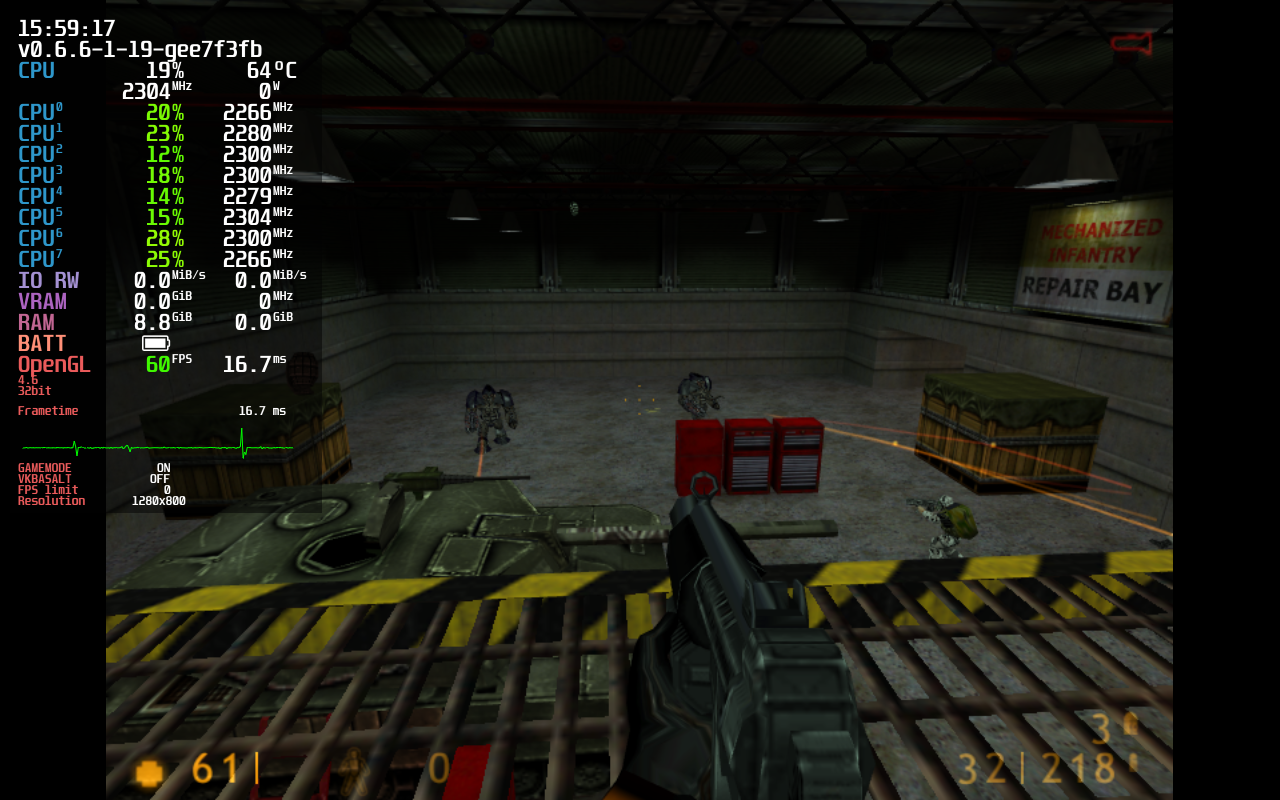 15:59:17
v0.6.6-1-19-gee7f3fb
CPU 19% 64°C
2304MHz 0W
CPU0 20% 2266MHz
CPU1 23% 2280MHz
CPU2 12% 2300MHz
CPU3 18% 2300MHz
CPU4 14% 2279MHz
CPU5 15% 2304MHz
CPU6 28% 2300MHz
CPU7 25% 2266MHz
IO RW 0.0MiB/s 0.0MiB/s
VRAM 0.0GiB 0MHz
RAM 8.8GiB 0.0GiB
BATT
OpenGL 60FPS 16.7ms
4.6
32bit
Frametime 16.7 ms
GAMEMODE ON
VKBASALT OFF
FPS limit 0
Resolution 1280x800
MECHANIZED
INFANTRY
REPAIR BAY
3
61 0 32|218